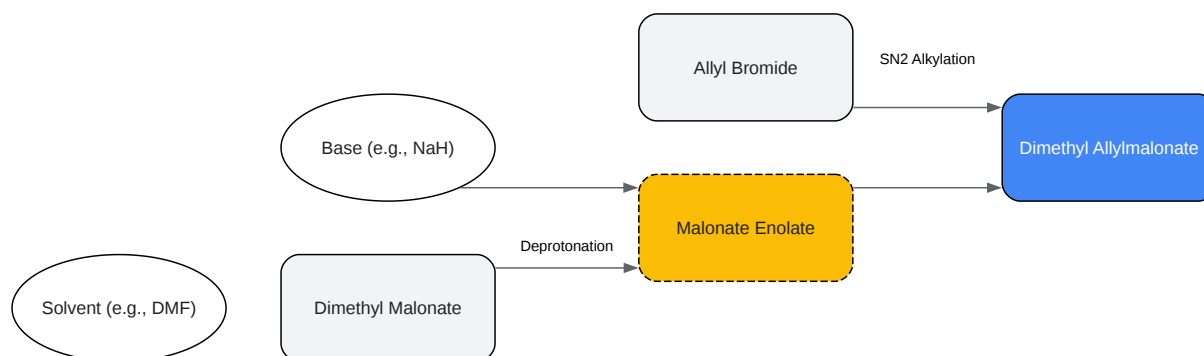 Allyl Bromide
SN2 Alkylation
Base (e.g., NaH)
Dimethyl Allylmalonate
Malonate Enolate
Deprotonation
Solvent (e.g., DMF)
Dimethyl Malonate